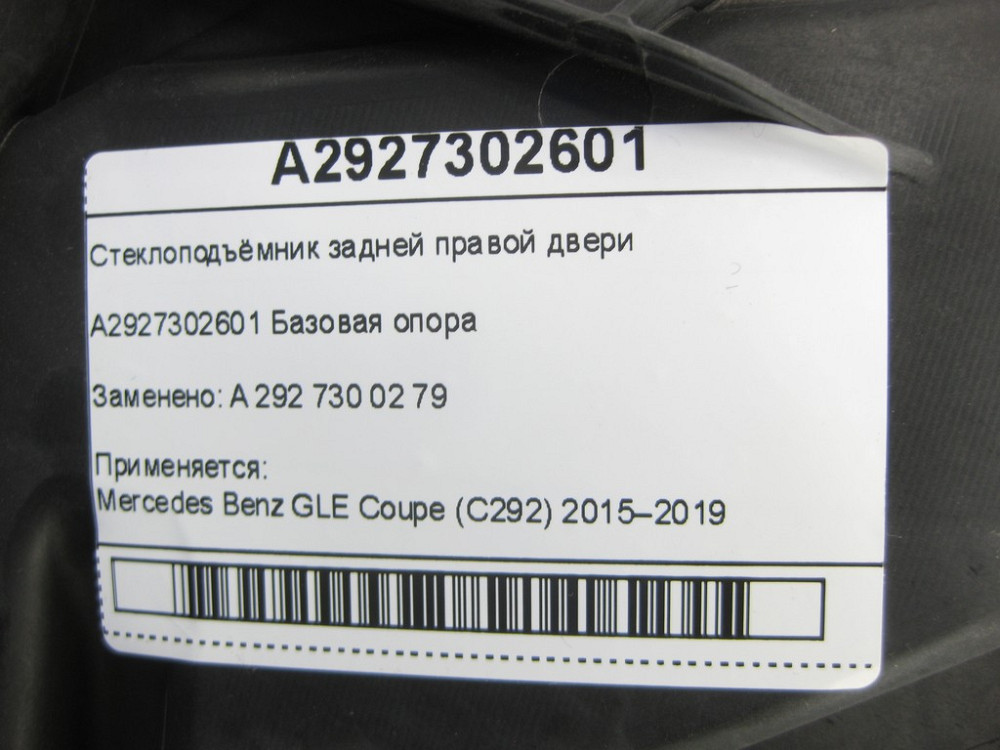 A2927302601
Стеклоподъёмник задней правой двери
A2927302601 Базовая опора
Заменено: A 292 730 02 79
Применяется:
Mercedes Benz GLE Coupe (C292) 2015–2019